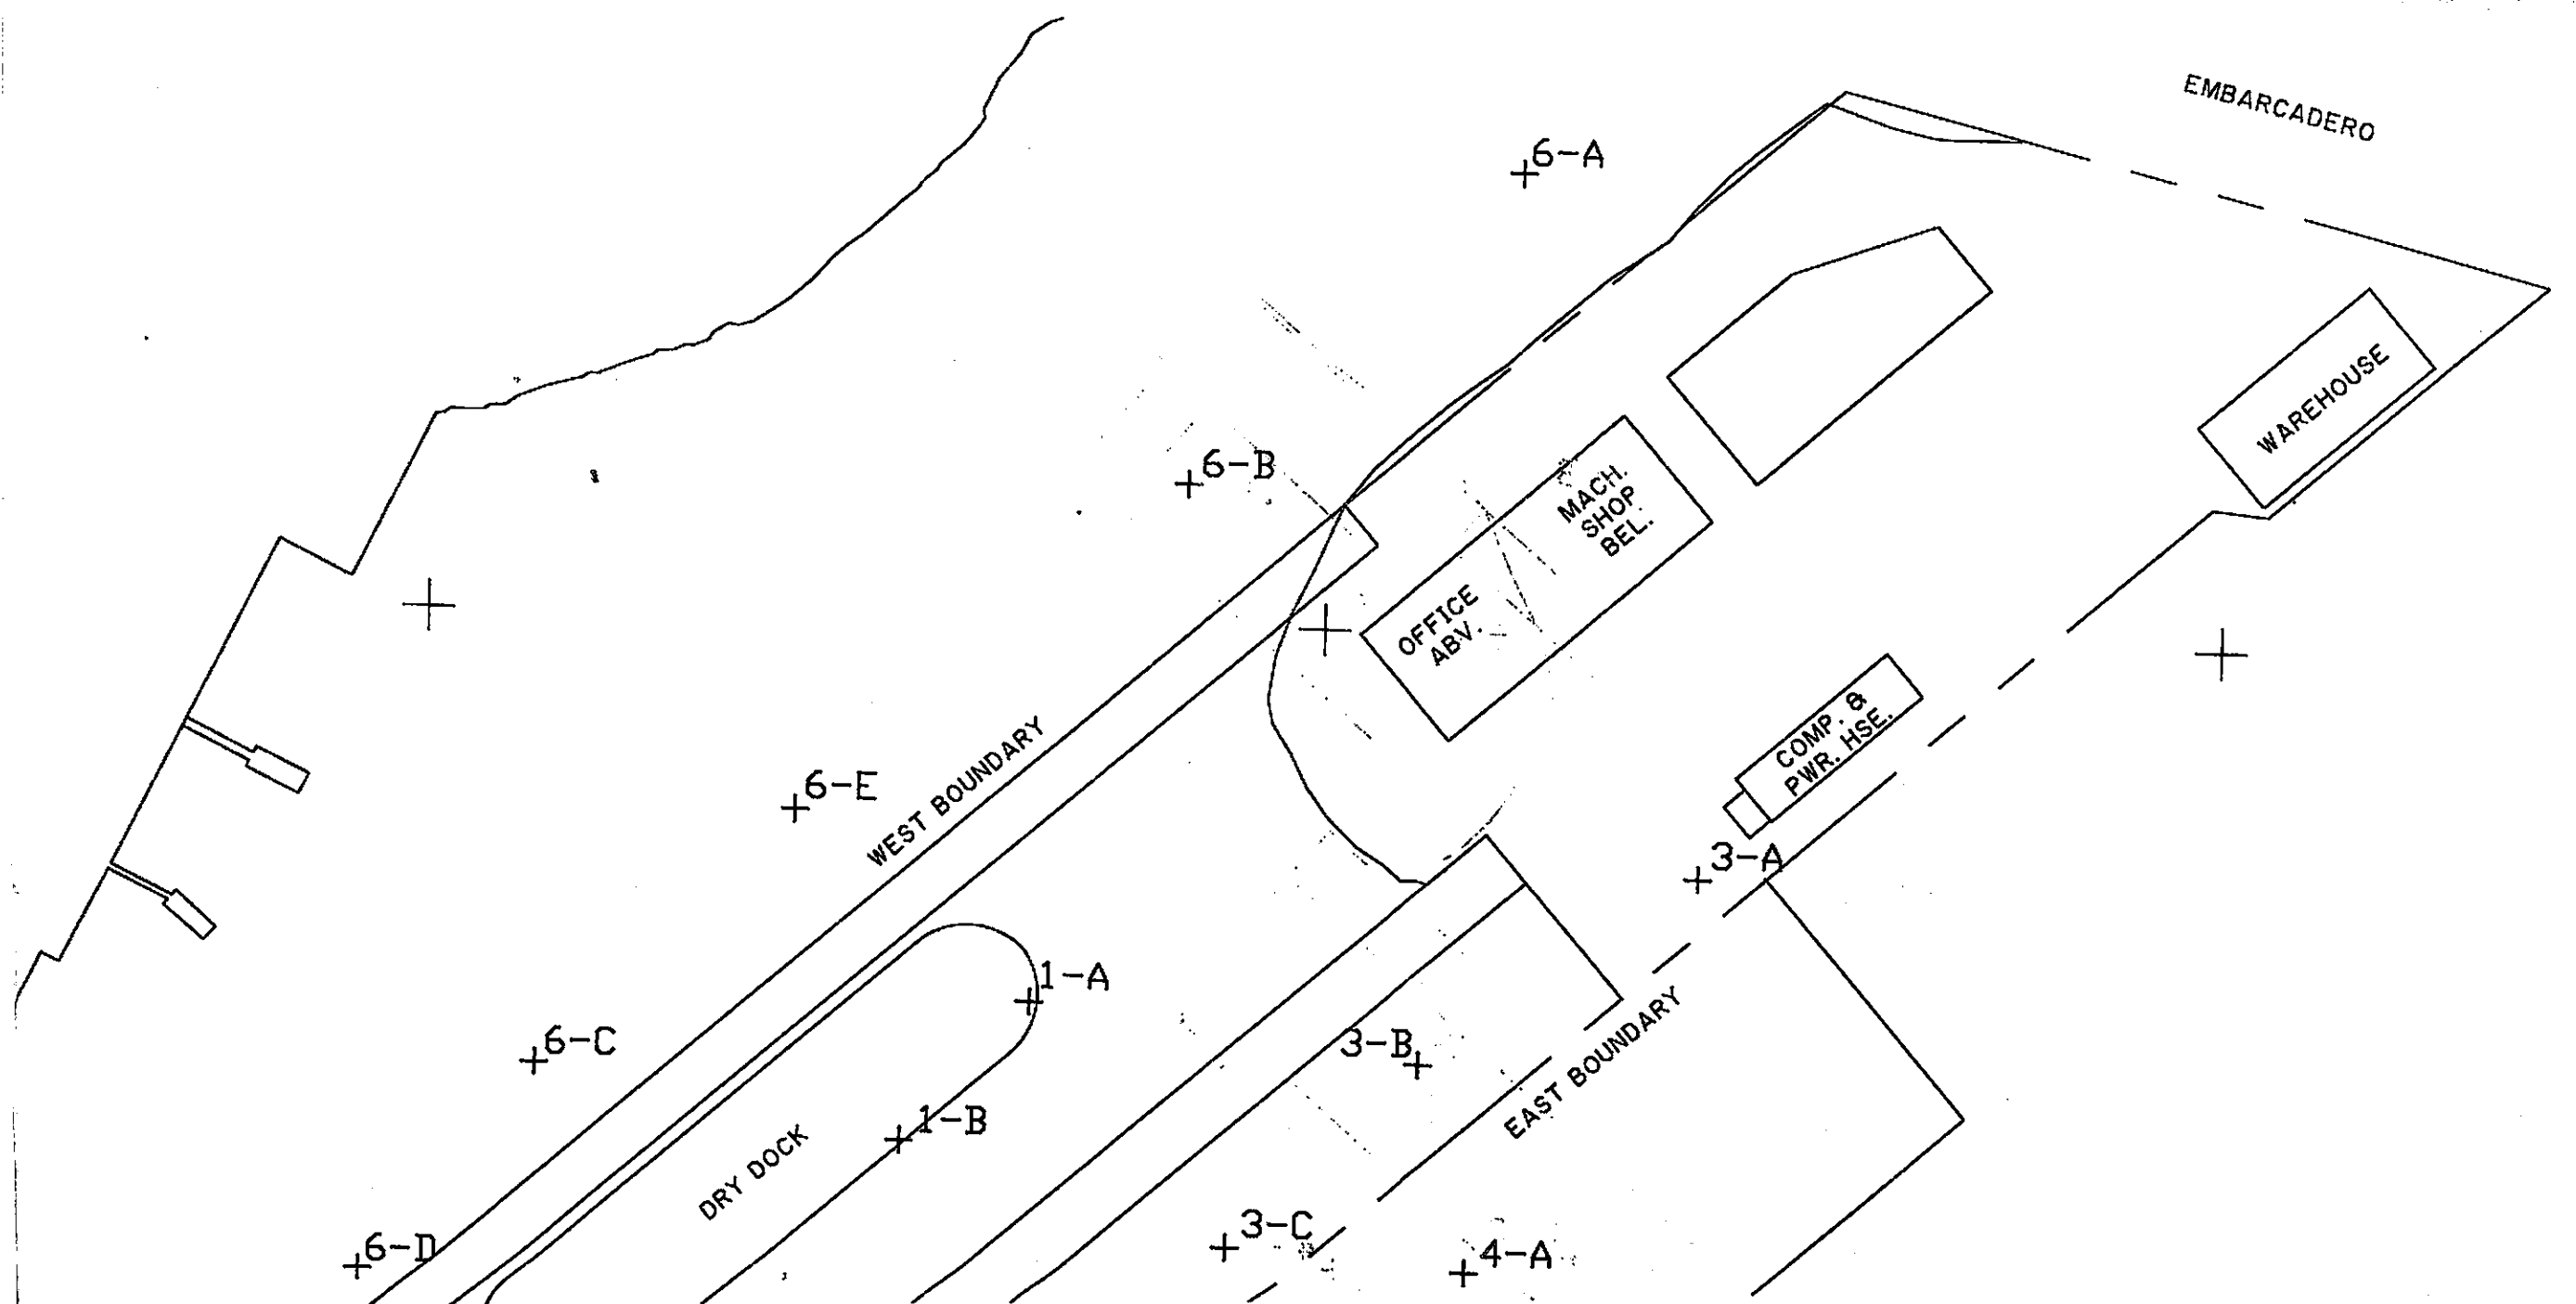 EMBARCADERO
6-A
WAREHOUSE
6-B
MACH.
SHOP
BEL.
OFFICE
ABV.
COMP. &
PWR. HSE.
WEST BOUNDARY
6-E
3-A
1-A
6-C
3-B
EAST BOUNDARY
1-B
DRY DOCK
3-C
6-D
4-A